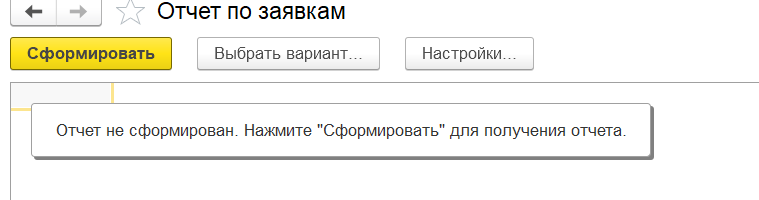 Отчет по заявкам
Сформировать
Выбрать вариант...
Настройки...
Отчет не сформирован. Нажмите "Сформировать" для получения отчета.